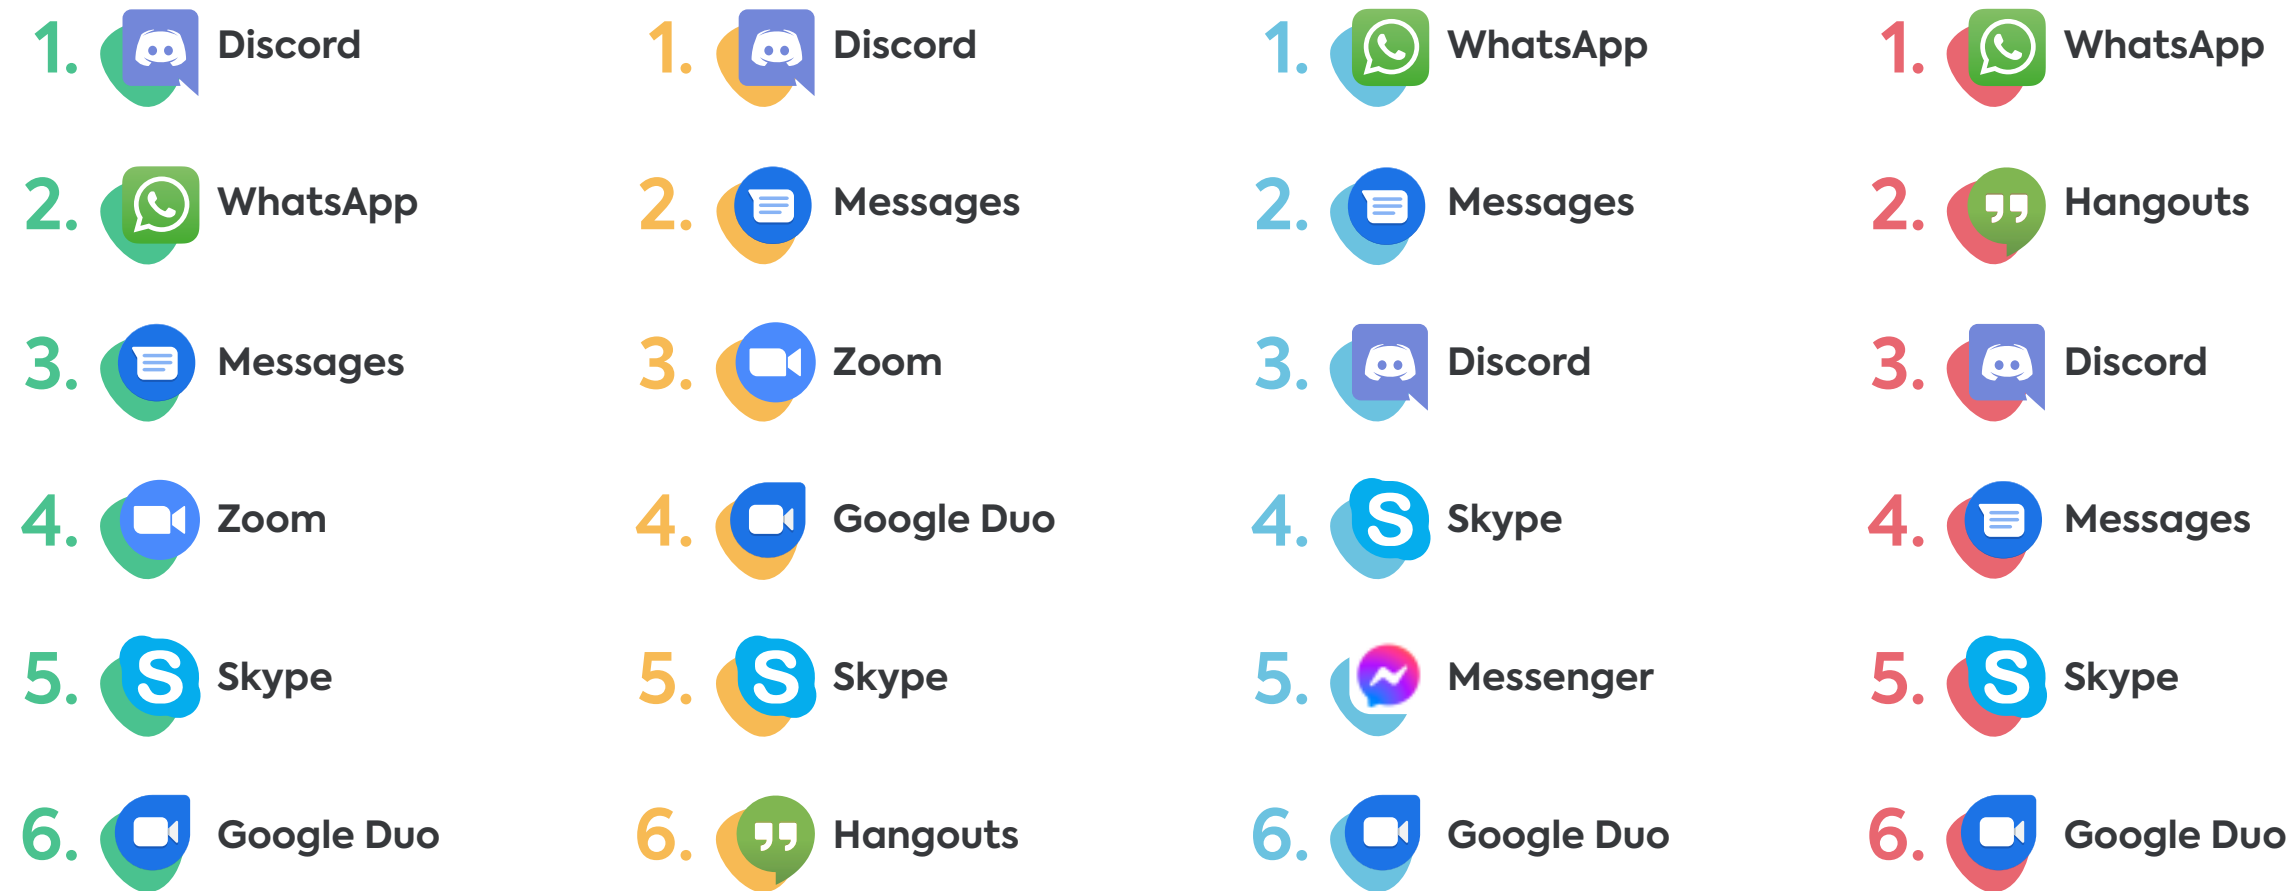 1. Discord
2. WhatsApp
3. Messages
4. Zoom
5. Skype
6. Google Duo
1. Discord
2. Messages
3. Zoom
4. Google Duo
5. Skype
6. Hangouts
1. WhatsApp
2. Messages
3. Discord
4. Skype
5. Messenger
6. Google Duo
1. WhatsApp
2. Hangouts
3. Discord
4. Messages
5. Skype
6. Google Duo